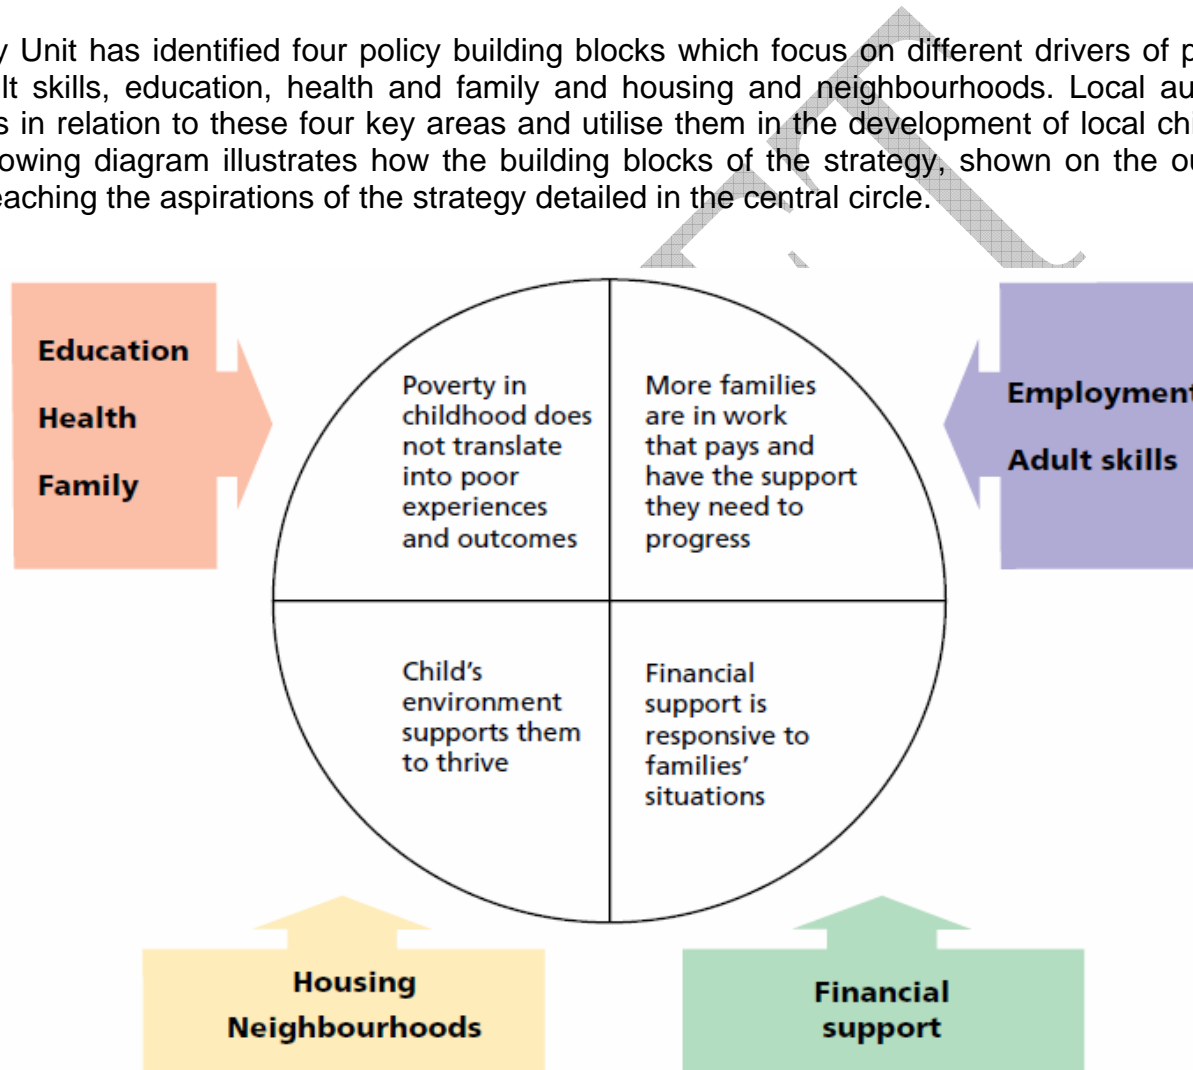 y Unit has identified four policy building blocks which focus on different drivers of p
lt skills, education, health and family and housing and neighbourhoods. Local au
s in relation to these four key areas and utilise them in the development of local chi
owing diagram illustrates how the building blocks of the strategy, shown on the ou
eaching the aspirations of the strategy detailed in the central circle.
Education
Health
Family
Poverty in
childhood does
not translate
into poor
experiences
and outcomes
More families
are in work
that pays and
have the support
they need to
progress
Employment
Adult skills
Child’s
environment
supports them
to thrive
Financial
support is
responsive to
families’
situations
Housing
Neighbourhoods
Financial
support